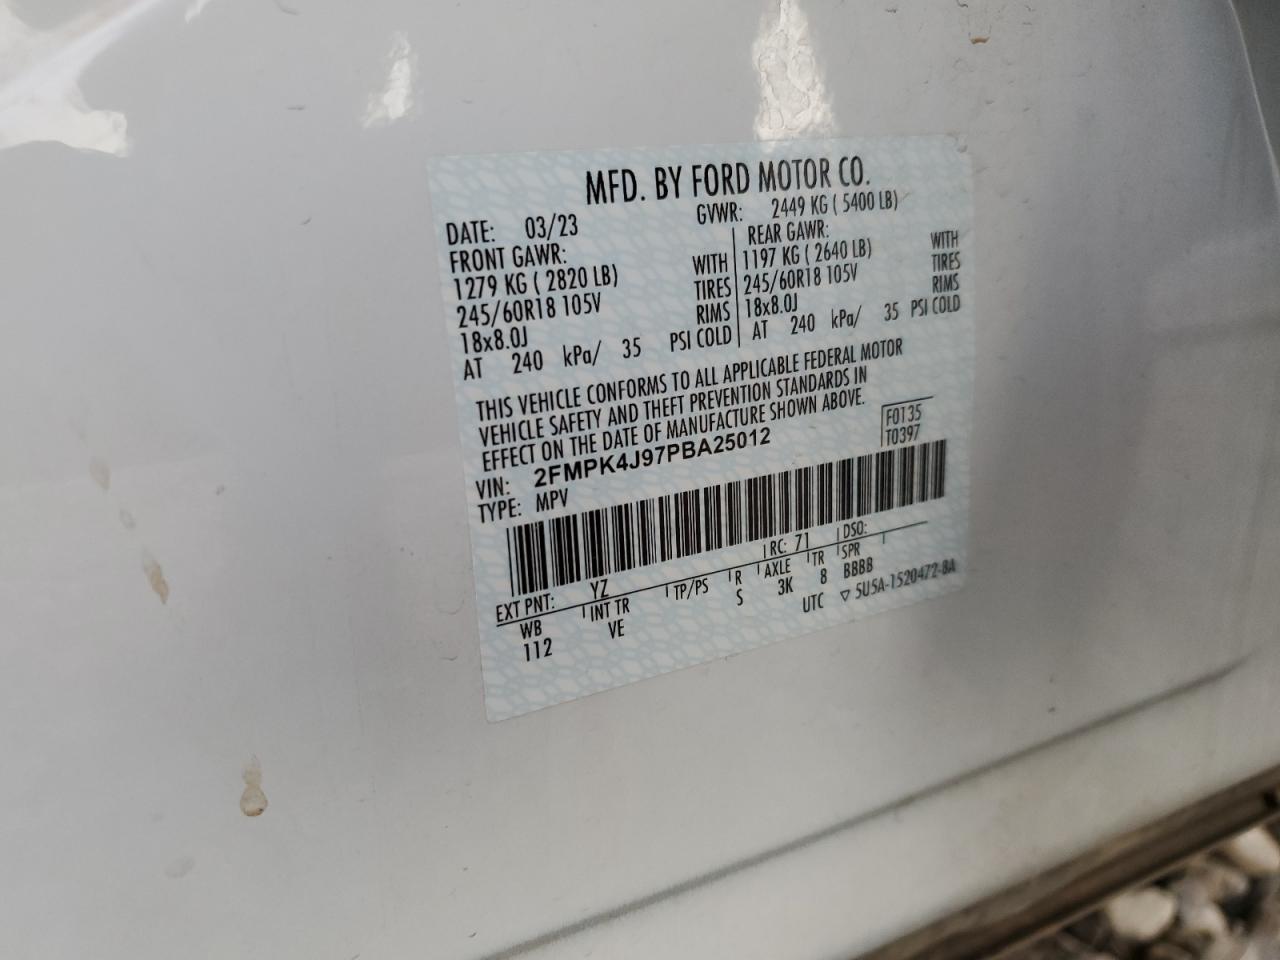 MFD. BY FORD MOTOR CO.
DATE: 03/23 GVWR: 2449 KG ( 5400 LB)
FRONT GAWR: REAR GAWR:
1279 KG ( 2820 LB) WITH 1197 KG ( 2640 LB) WITH
245/60R18 105V TIRES 245/60R18 105V TIRES
18x8.0J RIMS 18x8.0J RIMS
AT 240 kPa/ 35 PSI COLD AT 240 kPa/ 35 PSI COLD
THIS VEHICLE CONFORMS TO ALL APPLICABLE FEDERAL MOTOR
VEHICLE SAFETY AND THEFT PREVENTION STANDARDS IN
EFFECT ON THE DATE OF MANUFACTURE SHOWN ABOVE.
F0135
VIN: 2FMPK4J97PBA25012 T0397
TYPE: MPV
EXT PNT: YZ RC: 71 DSO:
WB INT TR TP/PS R AXLE TR SPR
112 VE S 3K 8 BBBB
UTC ▽ 5U5A-1520472-BA